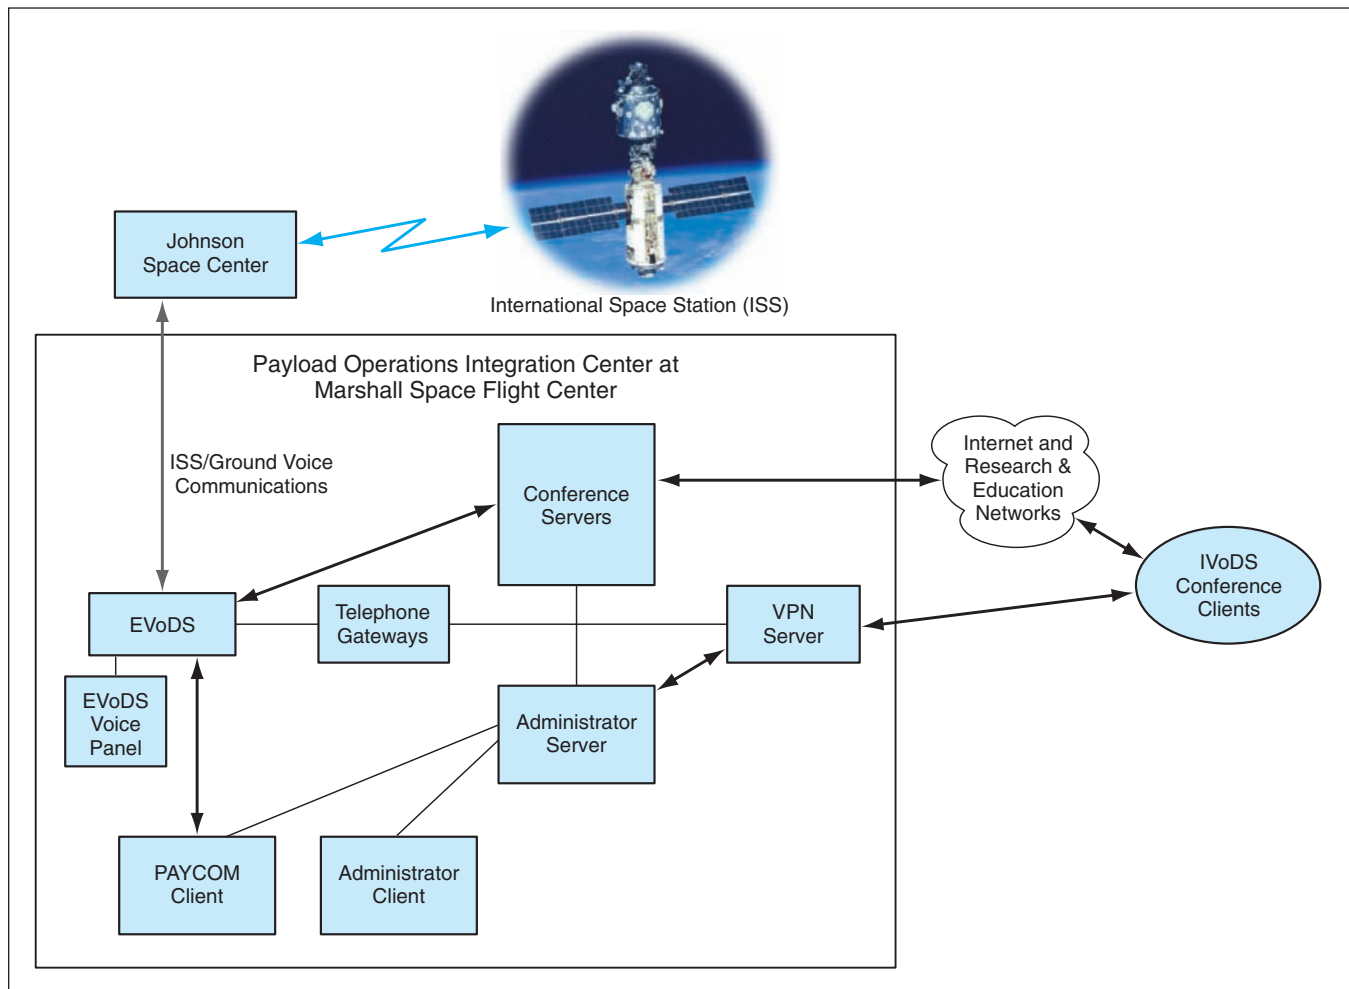 Johnson
Space Center
International Space Station (ISS)
Payload Operations Integration Center at
Marshall Space Flight Center
ISS/Ground Voice
Communications
Conference
Servers
Internet and
Research &
Education
Networks
IVoDS
Conference
Clients
EVoDS
Telephone
Gateways
VPN
Server
EVoDS
Voice
Panel
Administrator
Server
PAYCOM
Client
Administrator
Client